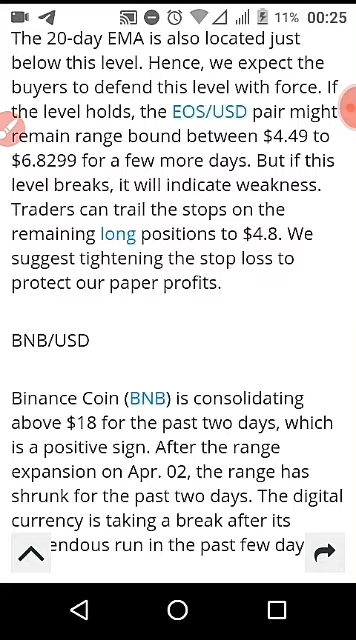 11% 00:25
The 20-day EMA is also located just
below this level. Hence, we expect the
buyers to defend this level with force. If
the level holds, the EOS/USD pair might
remain range bound between $4.49 to
$6.8299 for a few more days. But if this
level breaks, it will indicate weakness.
Traders can trail the stops on the
remaining long positions to $4.8. We
suggest tightening the stop loss to
protect our paper profits.
BNB/USD
Binance Coin (BNB) is consolidating
above $18 for the past two days, which
is a positive sign. After the range
expansion on Apr. 02, the range has
shrunk for the past two days. The digital
currency is taking a break after its
endous run in the past few day